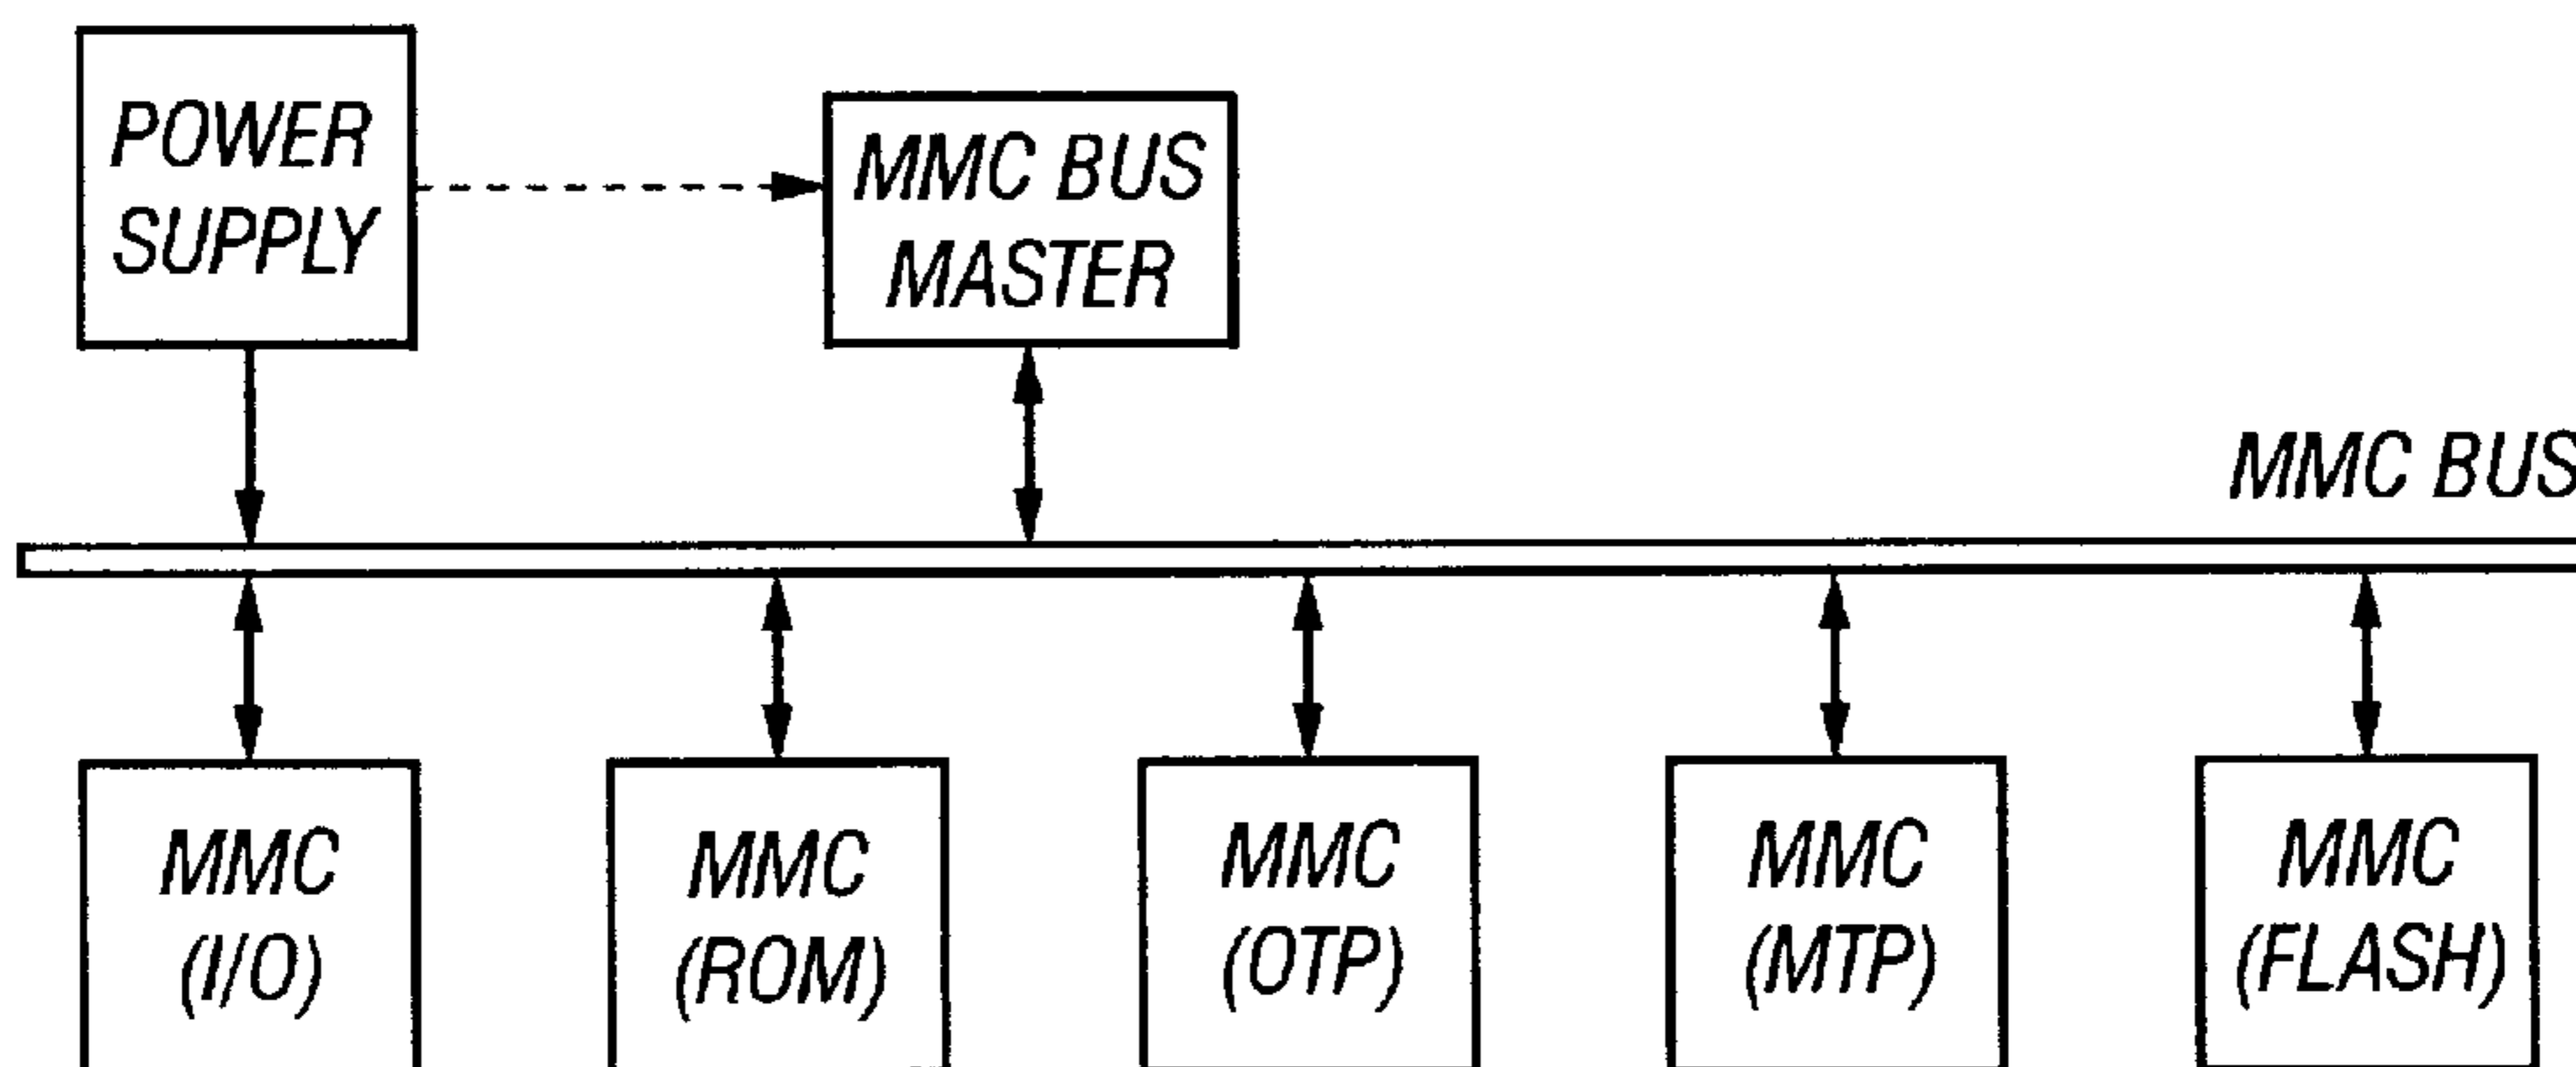 POWER
SUPPLY
MMC BUS
MASTER
MMC BUS
MMC
(I/O)
MMC
(ROM)
MMC
(OTP)
MMC
(MTP)
MMC
(FLASH)